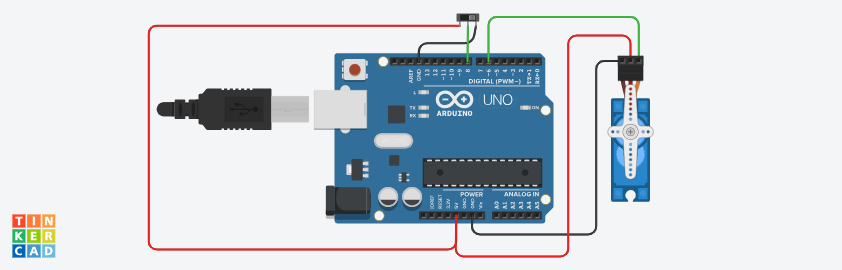 AREF
GND
13
12
~11
~10
~9
8
7
~6
~5
4
~3
2
TX→1
RX←0
DIGITAL (PWM~)
L
TX
RX
UNO
ARDUINO
ON
POWER
ANALOG IN
IOREF
RESET
3.3V
5V
GND
GND
Vin
A0
A1
A2
A3
A4
A5
TIN
KER
CAD